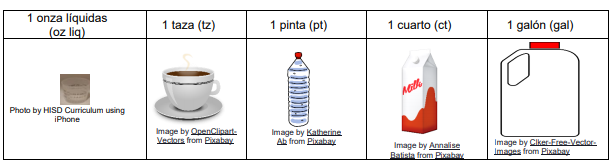 1 onza líquidas
(oz liq)
1 taza (tz)
1 pinta (pt)
1 cuarto (ct)
1 galón (gal)
Photo by HISD Curriculum using
iPhone
Image by OpenClipart-
Vectors from Pixabay
Image by Katherine
Ab from Pixabay
Milk
Image by Annalise
Batista from Pixabay
Image by Clker-Free-Vector-
Images from Pixabay